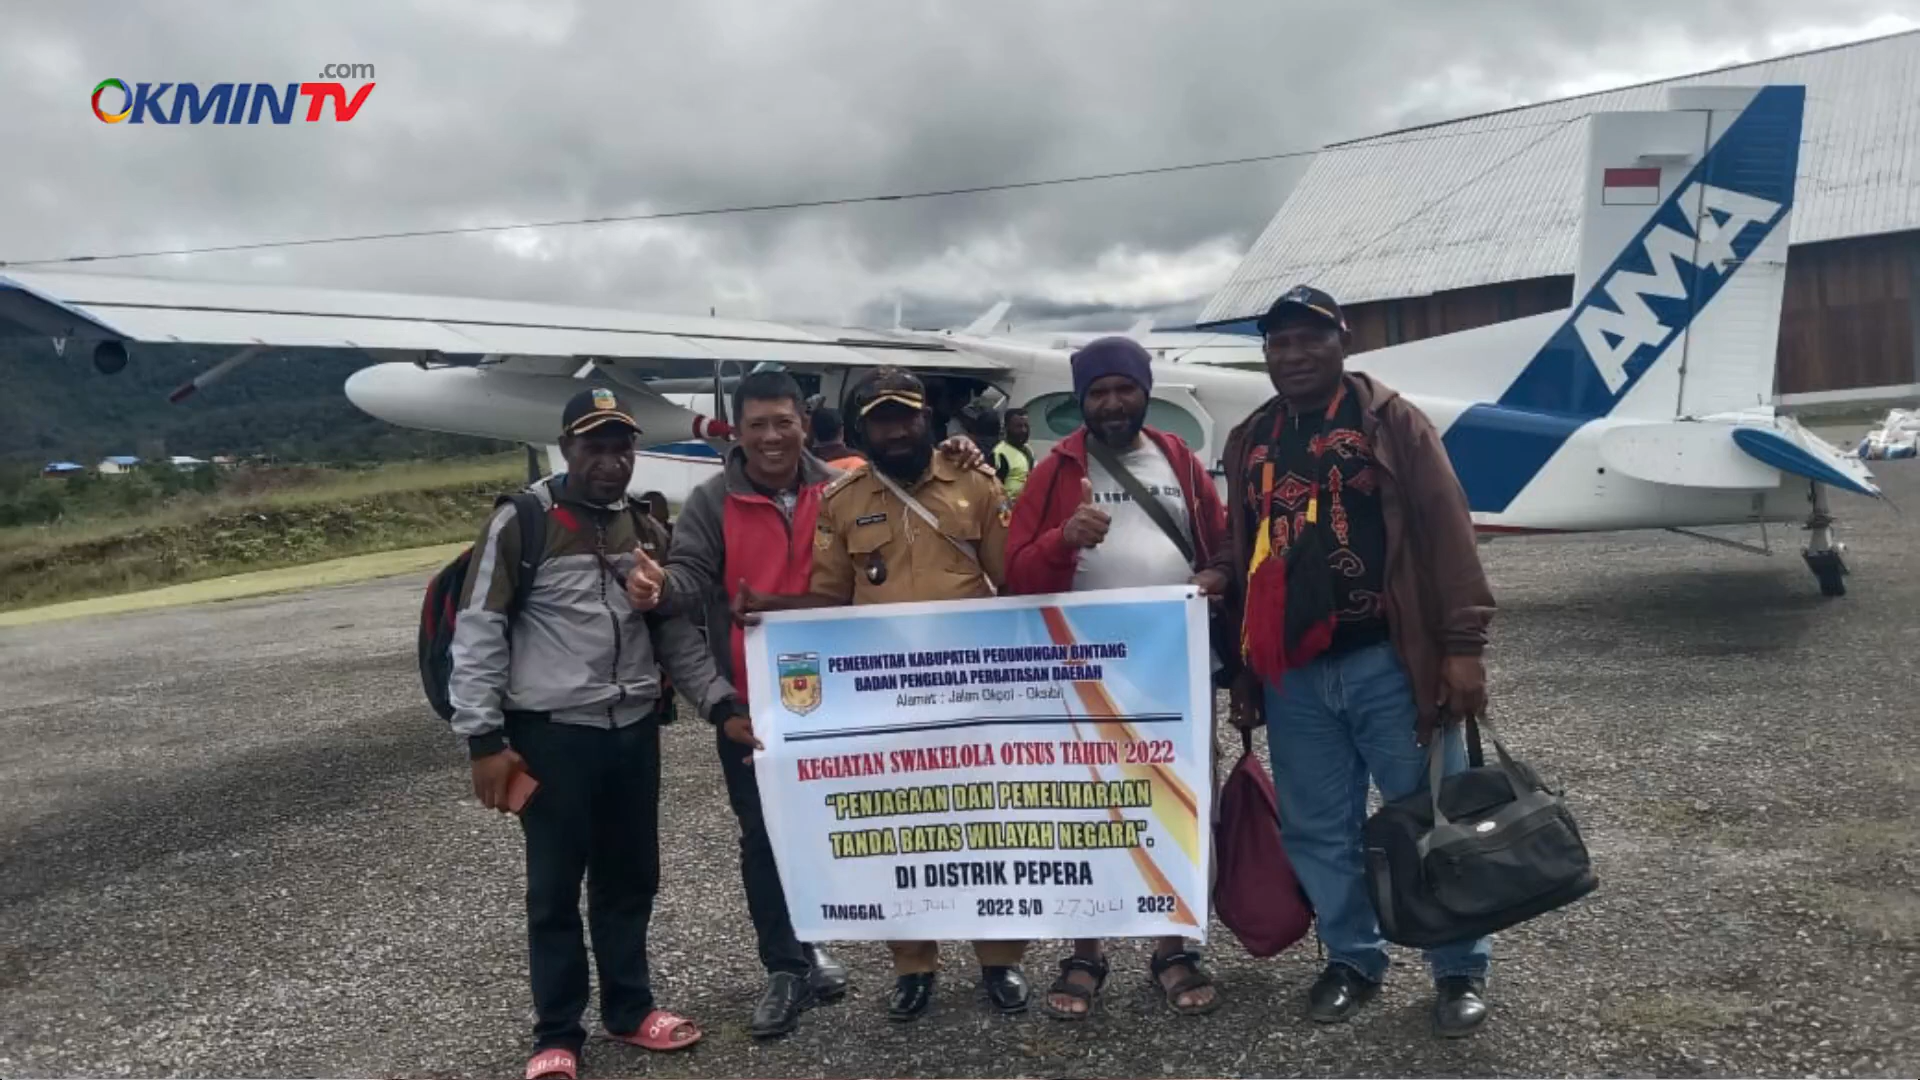 OKMINTV.com
AMA
PEMERINTAH KABUPATEN PEGUNUNGAN BINTANG
BADAN PENGELOLA PERBATASAN DAERAH
Alamat : Jalan Okpol - Oksibil
KEGIATAN SWAKELOLA OTSUS TAHUN 2022
"PENJAGAAN DAN PEMELIHARAAN
TANDA BATAS WILAYAH NEGARA".
DI DISTRIK PEPERA
TANGGAL 22 JULI 2022 S/D 27 JULI 2022
adidas